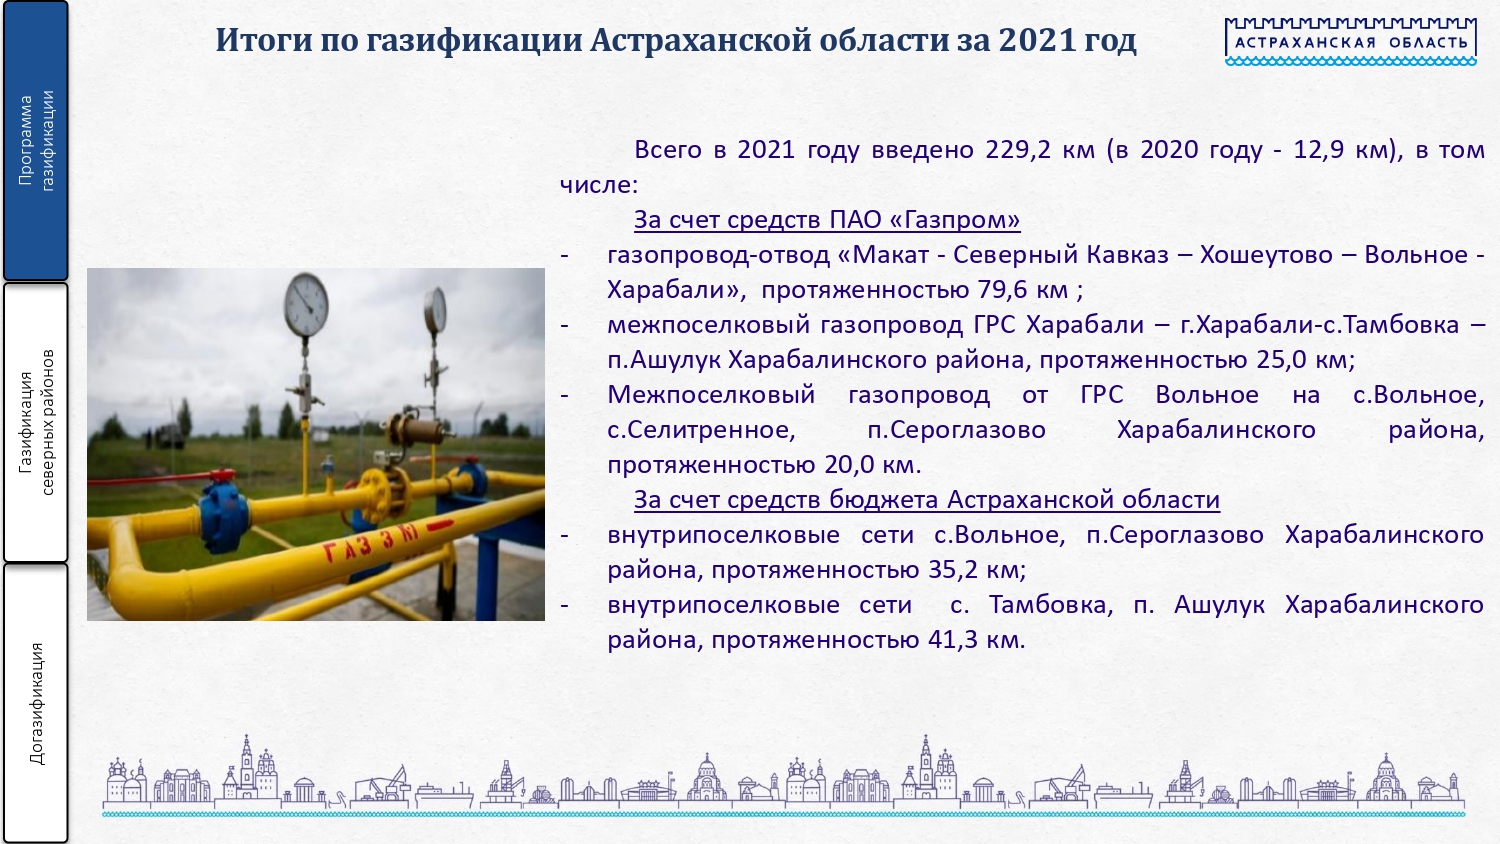 Итоги по газификации Астраханской области за 2021 год
АСТРАХАНСКАЯ ОБЛАСТЬ
Программа
газификации
Газификация
северных районов
Догазификация
Всего в 2021 году введено 229,2 км (в 2020 году - 12,9 км), в том
числе:
За счет средств ПАО «Газпром»
- газопровод-отвод «Макат - Северный Кавказ – Хошеутово – Вольное -
Харабали», протяженностью 79,6 км ;
- межпоселковый газопровод ГРС Харабали – г.Харабали-с.Тамбовка –
п.Ашулук Харабалинского района, протяженностью 25,0 км;
- Межпоселковый газопровод от ГРС Вольное на с.Вольное,
с.Селитренное, п.Сероглазово Харабалинского района,
протяженностью 20,0 км.
За счет средств бюджета Астраханской области
- внутрипоселковые сети с.Вольное, п.Сероглазово Харабалинского
района, протяженностью 35,2 км;
- внутрипоселковые сети с. Тамбовка, п. Ашулук Харабалинского
района, протяженностью 41,3 км.
ГАЗ З К1